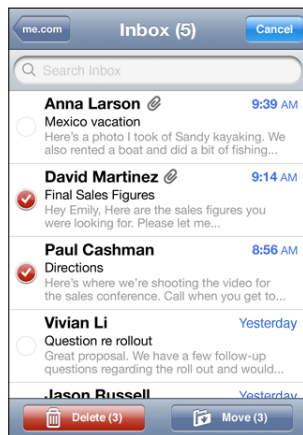 me.com
Inbox (5)
Cancel
Search Inbox
Anna Larson
9:39 AM
Mexico vacation
Here's a photo I took of Sandy kayaking. We
also rented a boat and did a bit of fishing...
David Martinez
9:14 AM
Final Sales Figures
Hey Emily, Here are the sales figures you
were looking for. Please let me...
Paul Cashman
8:56 AM
Directions
Here's where we're shooting the video for
the sales conference. Call when you get to...
Vivian Li
Yesterday
Question re rollout
Great proposal. We have a few follow-up
questions regarding the roll out and would...
Jason Russell
Yesterday
Delete (3)
Move (3)